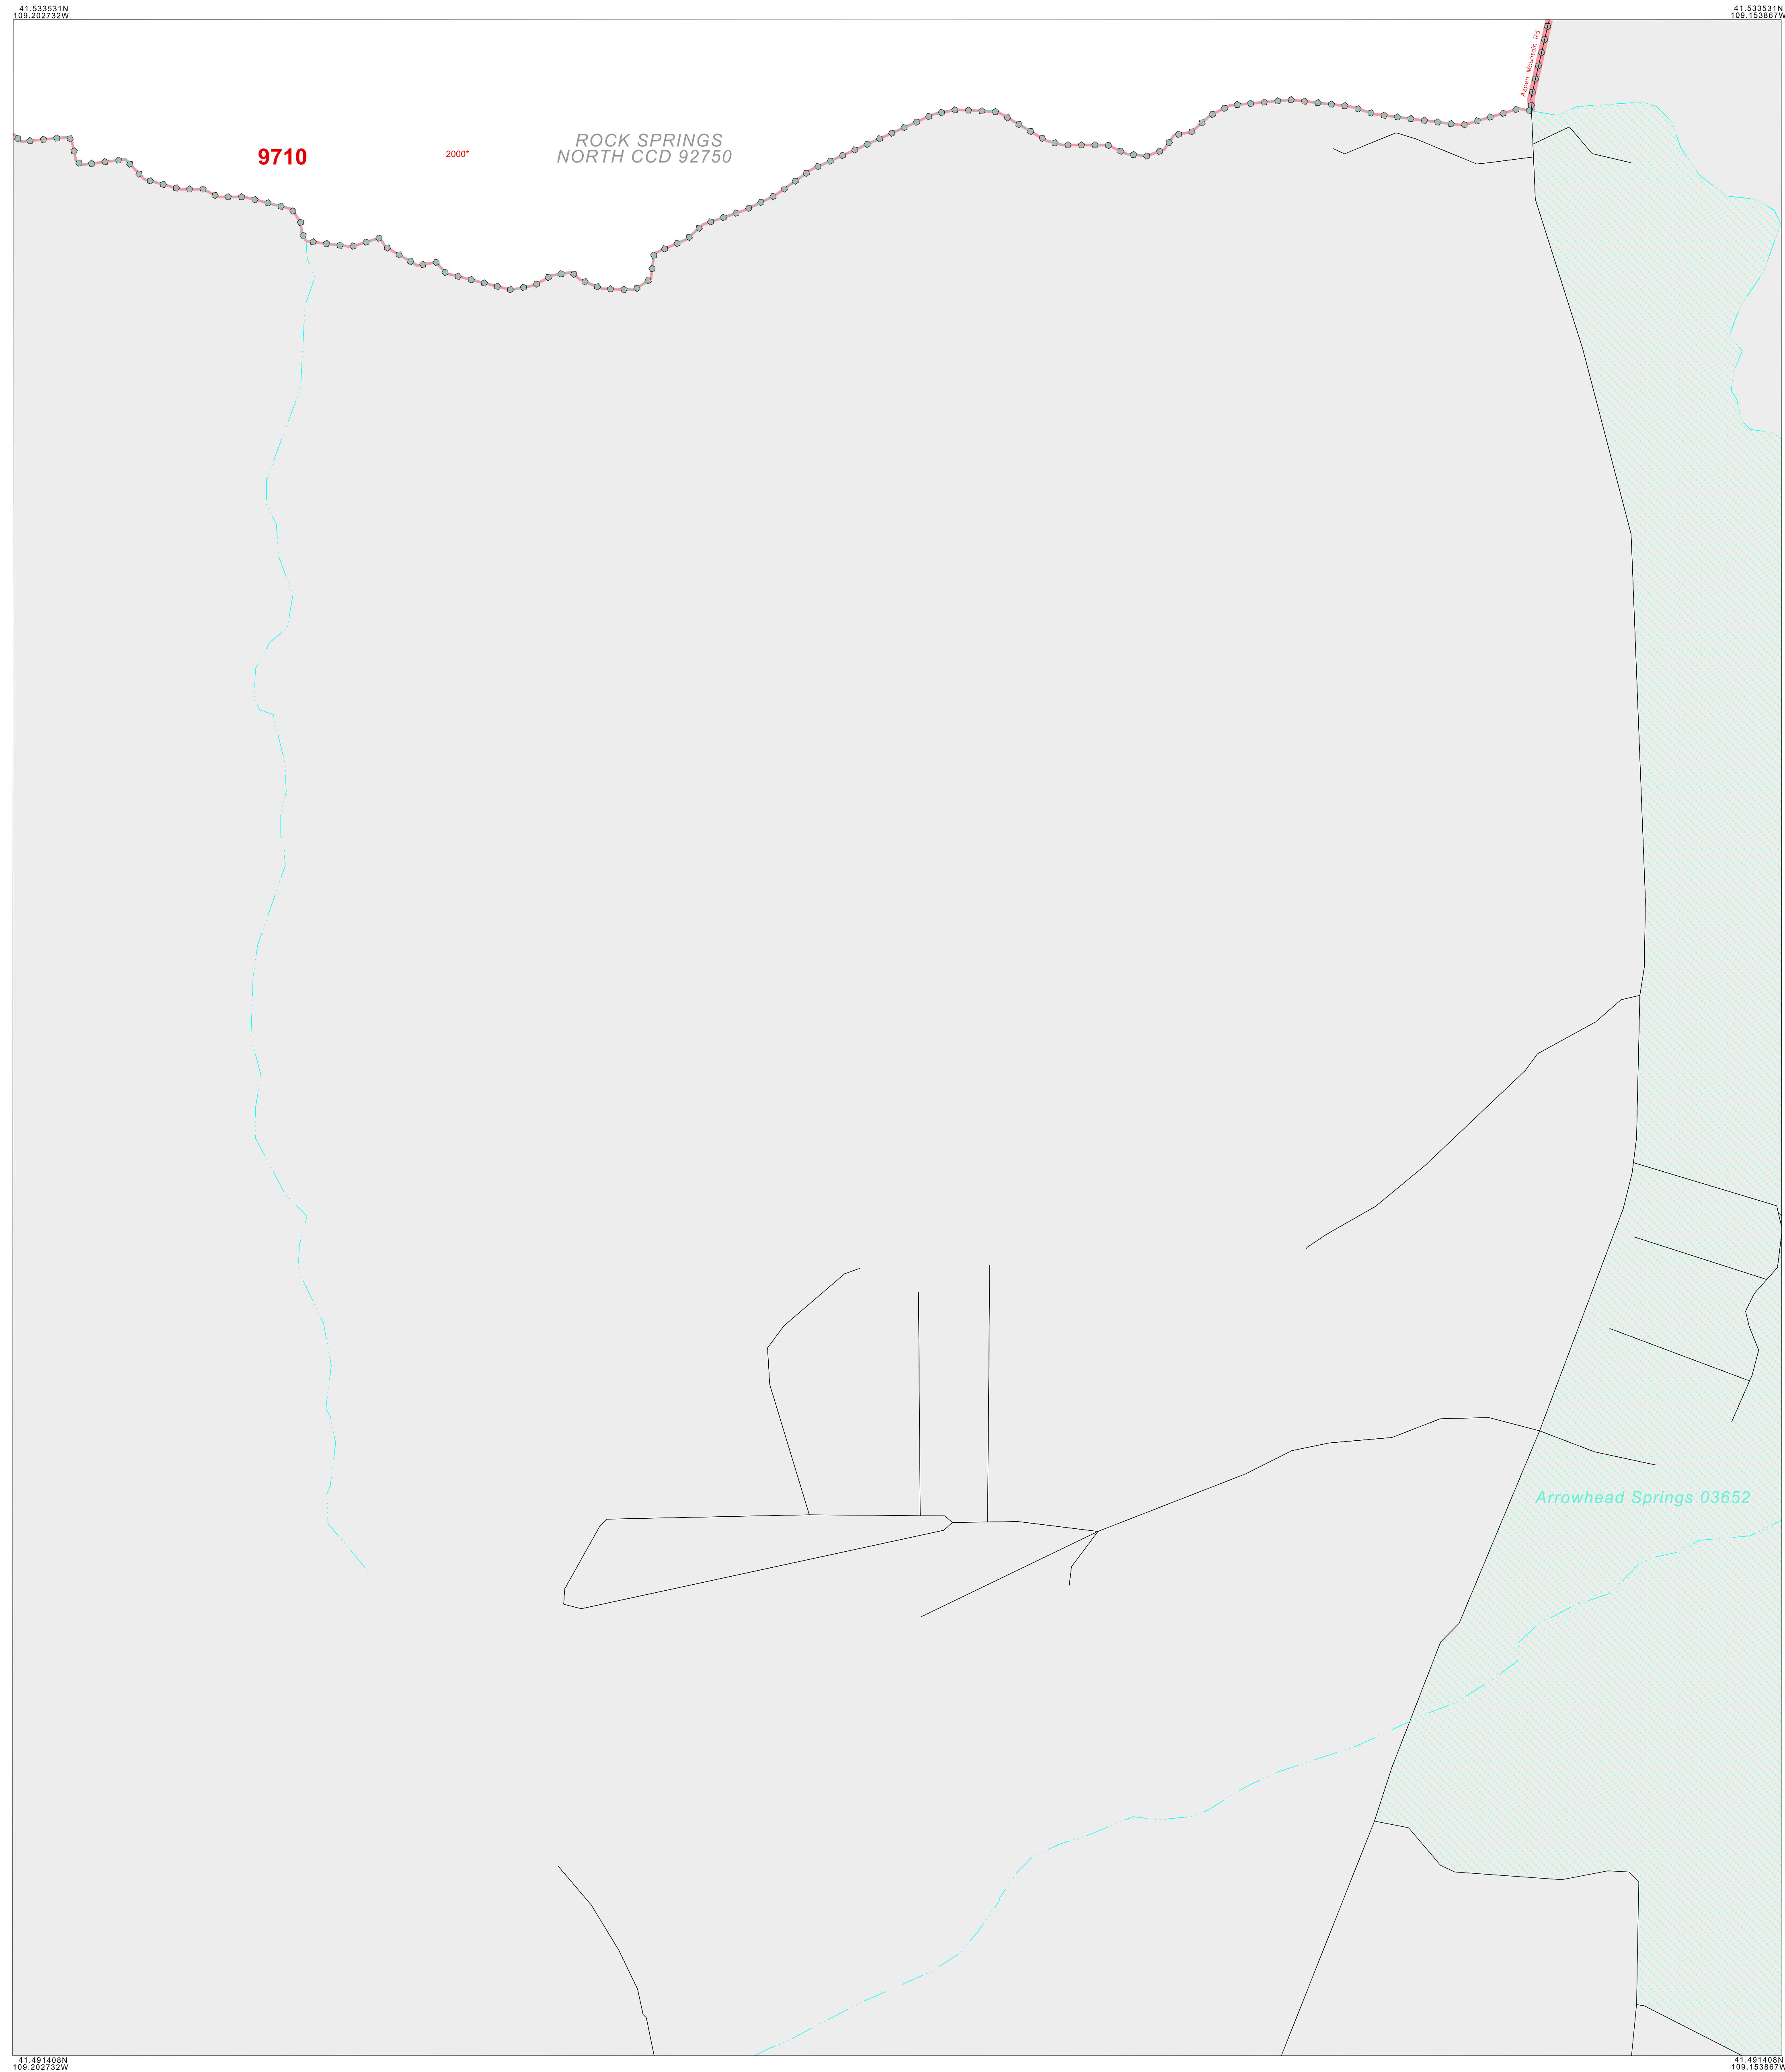 41.533531N
109.202732W
41.533531N
109.153867W
Aspen Mountain Rd
9710
2000*
ROCK SPRINGS
NORTH CCD 92750
Arrowhead Springs 03652
41.491408N
109.202732W
41.491408N
109.153867W